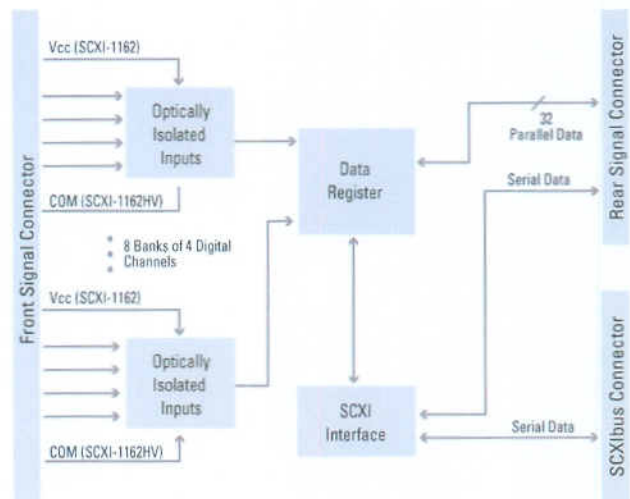 Front Signal Connector
Vcc (SCXI-1162)
Optically
Isolated
Inputs
COM (SCXI-1162HV)
8 Banks of 4 Digital
Channels
Vcc (SCXI-1162)
Optically
Isolated
Inputs
COM (SCXI-1162HV)
Data
Register
SCXI
Interface
32
Parallel Data
Serial Data
Serial Data
Rear Signal Connector
SCXIbus Connector